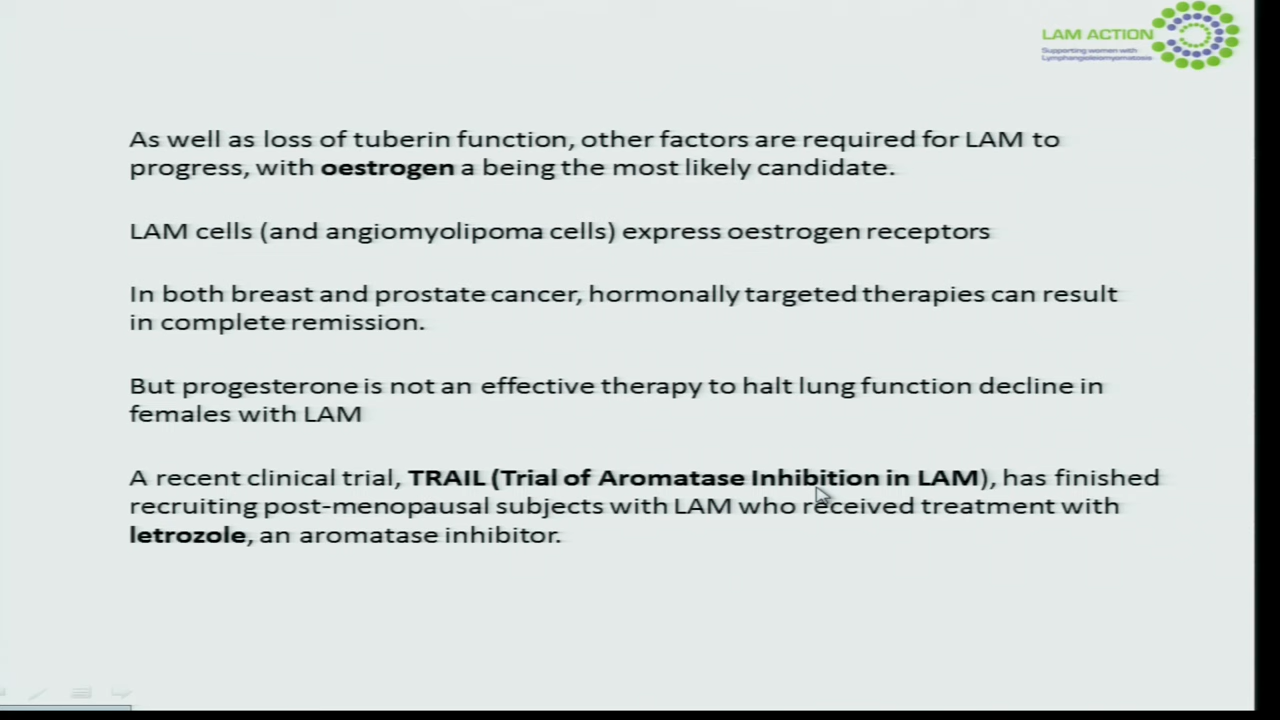 LAM ACTION
Supporting women with
Lymphangioleiomyomatosis
As well as loss of tuberin function, other factors are required for LAM to
progress, with oestrogen a being the most likely candidate.
LAM cells (and angiomyolipoma cells) express oestrogen receptors
In both breast and prostate cancer, hormonally targeted therapies can result
in complete remission.
But progesterone is not an effective therapy to halt lung function decline in
females with LAM
A recent clinical trial, TRAIL (Trial of Aromatase Inhibition in LAM), has finished
recruiting post-menopausal subjects with LAM who received treatment with
letrozole, an aromatase inhibitor.